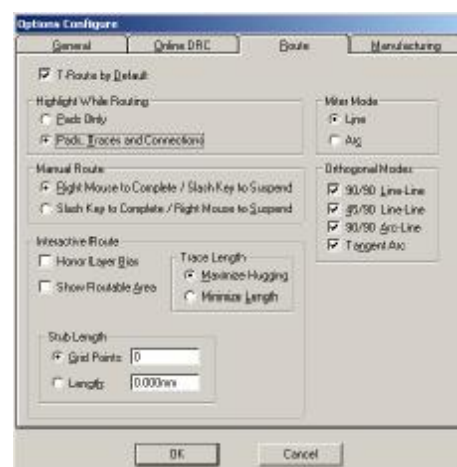 Options Configure
General Online DRC Route Manufacturing
T-Route by Default
Highlight While Routing
Pads Only
Pads, Traces and Connections
Miter Mode
Line
Arc
Manual Route
Right Mouse to Complete / Slash Key to Suspend
Slash Key to Complete / Right Mouse to Suspend
Orthogonal Modes
90/90 Line-Line
45/90 Line-Line
90/90 Arc-Line
Tangent Arc
Interactive Route
Honor Layer Bias
Show Routable Area
Trace Length
Maximize Hugging
Minimize Length
Stub Length
Grid Points: 0
Length: 0.000mm
OK Cancel